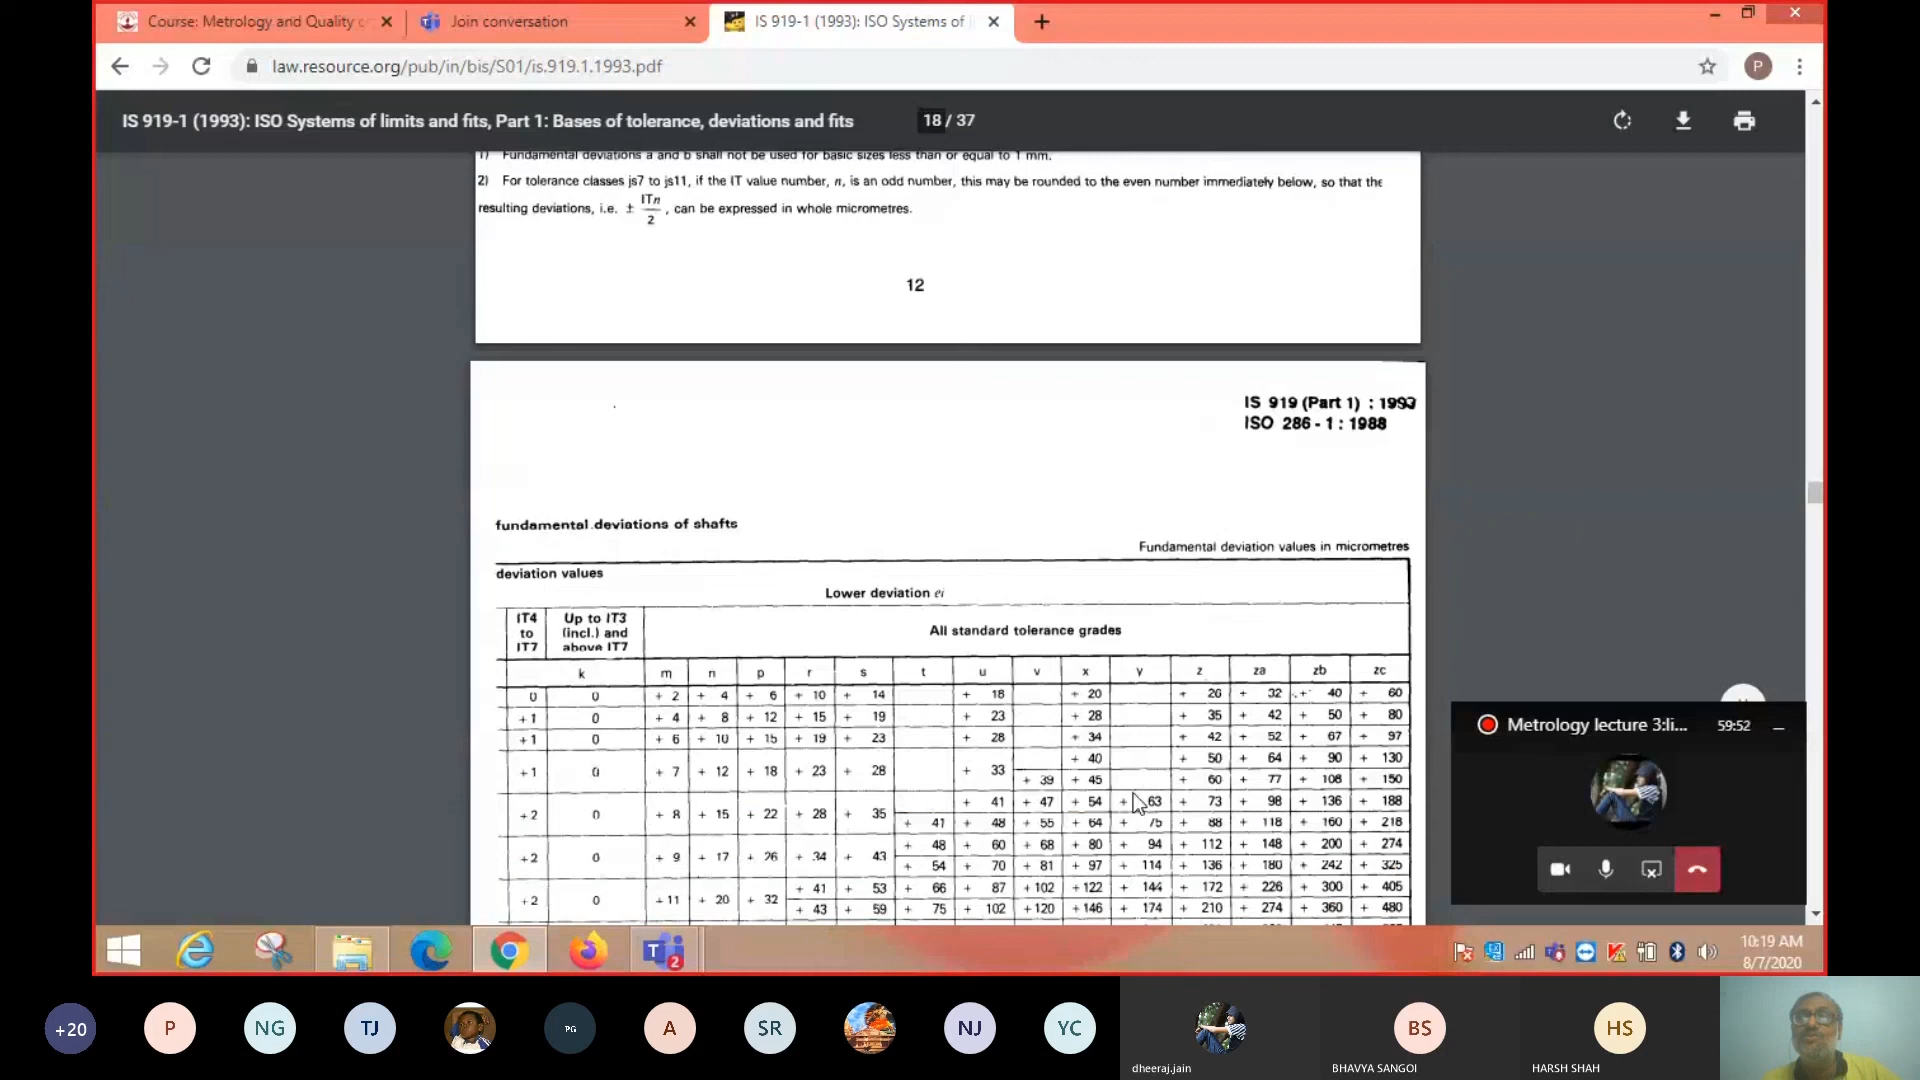 Course: Metrology and Quality c
Join conversation
IS 919-1 (1993): ISO Systems of
law.resource.org/pub/in/bis/S01/is.919.1.1993.pdf
P
IS 919-1 (1993): ISO Systems of limits and fits, Part 1: Bases of tolerance, deviations and fits
18 / 37
1) Fundamental deviations a and b shall not be used for basic sizes less than or equal to 1 mm.
2) For tolerance classes js7 to js11, if the IT value number, n, is an odd number, this may be rounded to the even number immediately below, so that the
resulting deviations, i.e. ± ITn/2, can be expressed in whole micrometres.
12
IS 919 (Part 1) : 1993
ISO 286 - 1 : 1988
fundamental deviations of shafts
Fundamental deviation values in micrometres
deviation values
Lower deviation ei
IT4 to IT7 Up to IT3 (incl.) and above IT7 All standard tolerance grades
k m n p r s t u v x y z za zb zc
0 0 + 2 + 4 + 6 + 10 + 14 + 18 + 20 + 26 + 32 + 40 + 60
+1 0 + 4 + 8 + 12 + 15 + 19 + 23 + 28 + 35 + 42 + 50 + 80
+1 0 + 6 + 10 + 15 + 19 + 23 + 28 + 34 + 42 + 52 + 67 + 97
+1 0 + 7 + 12 + 18 + 23 + 28 + 33 + 40 + 50 + 64 + 90 + 130
+ 39 + 45 + 60 + 77 + 108 + 150
+2 0 + 8 + 15 + 22 + 28 + 35 + 41 + 47 + 54 + 63 + 73 + 98 + 136 + 188
+ 41 + 48 + 55 + 64 + 75 + 88 + 118 + 160 + 218
+2 0 + 9 + 17 + 26 + 34 + 43 + 48 + 60 + 68 + 80 + 94 + 112 + 148 + 200 + 274
+ 54 + 70 + 81 + 97 + 114 + 136 + 180 + 242 + 325
+2 0 +11 + 20 + 32 + 41 + 53 + 66 + 87 +102 +122 + 144 + 172 + 226 + 300 + 405
+ 43 + 59 + 75 + 102 +120 +146 + 174 + 210 + 274 + 360 + 480
Metrology lecture 3:li... 59:52
2
10:19 AM
8/7/2020
+20
P
NG
TJ
PG
A
SR
NJ
YC
dheeraj.jain
BS
BHAVYA SANGOI
HS
HARSH SHAH